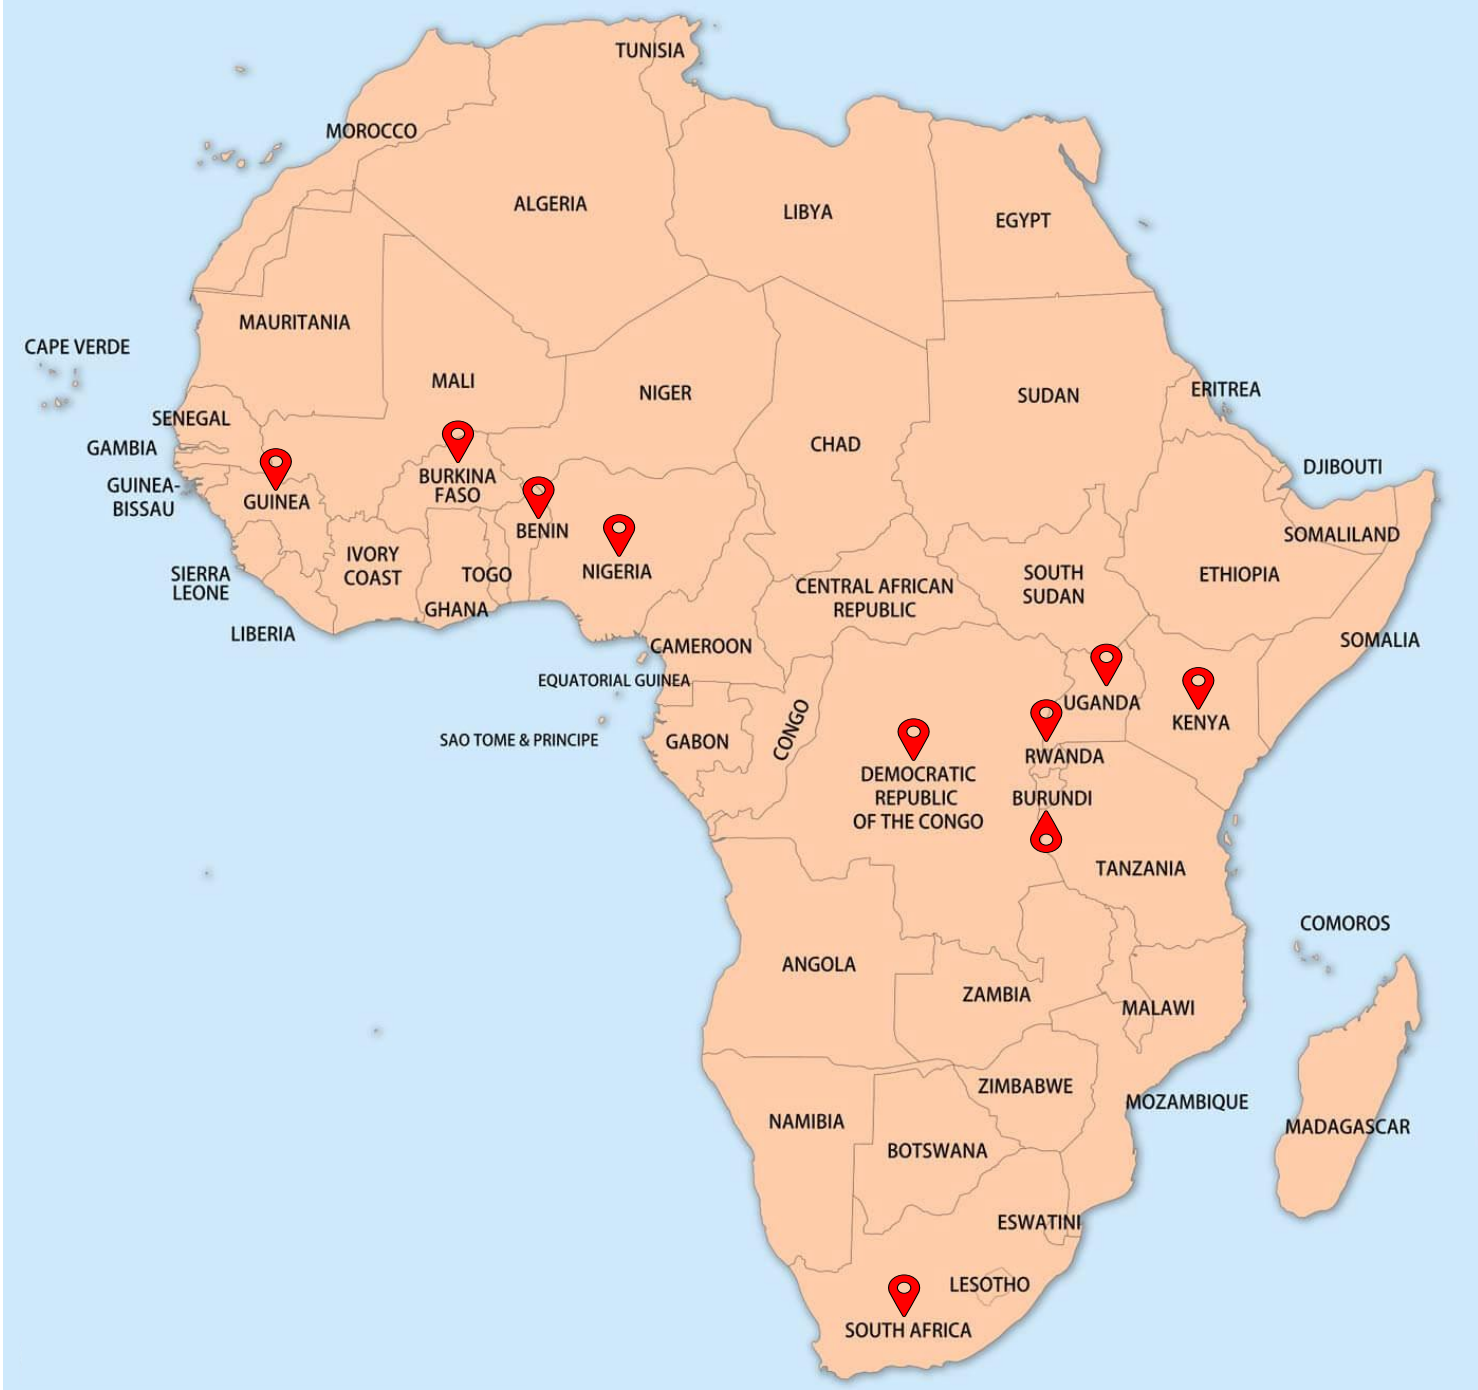 TUNISIA
MOROCCO
ALGERIA
LIBYA
EGYPT
MAURITANIA
CAPE VERDE
MALI
NIGER
SUDAN
ERITREA
SENEGAL
CHAD
GAMBIA
DJIBOUTI
GUINEA-
BISSAU
GUINEA
BURKINA
FASO
BENIN
SOMALILAND
IVORY
COAST
TOGO
NIGERIA
SIERRA
LEONE
GHANA
CENTRAL AFRICAN
REPUBLIC
SOUTH
SUDAN
ETHIOPIA
LIBERIA
CAMEROON
SOMALIA
EQUATORIAL GUINEA
UGANDA
KENYA
SAO TOME & PRINCIPE
GABON
CONGO
RWANDA
DEMOCRATIC
REPUBLIC
OF THE CONGO
BURUNDI
TANZANIA
COMOROS
ANGOLA
ZAMBIA
MALAWI
ZIMBABWE
MOZAMBIQUE
NAMIBIA
MADAGASCAR
BOTSWANA
ESWATINI
LESOTHO
SOUTH AFRICA